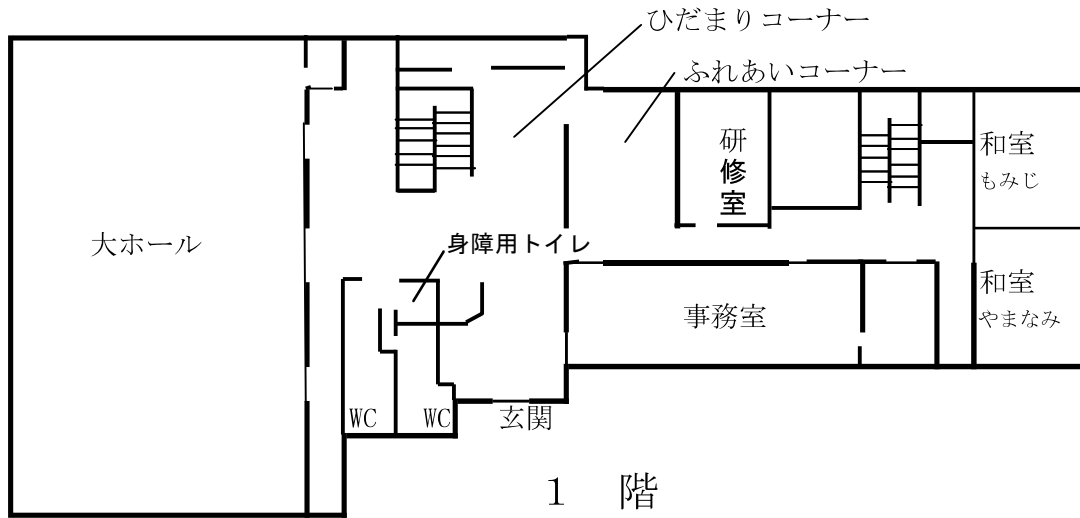 ひだまりコーナー
ふれあいコーナー
研修室
和室
もみじ
大ホール
身障用トイレ
和室
やまなみ
事務室
WC
WC
玄関
1 階